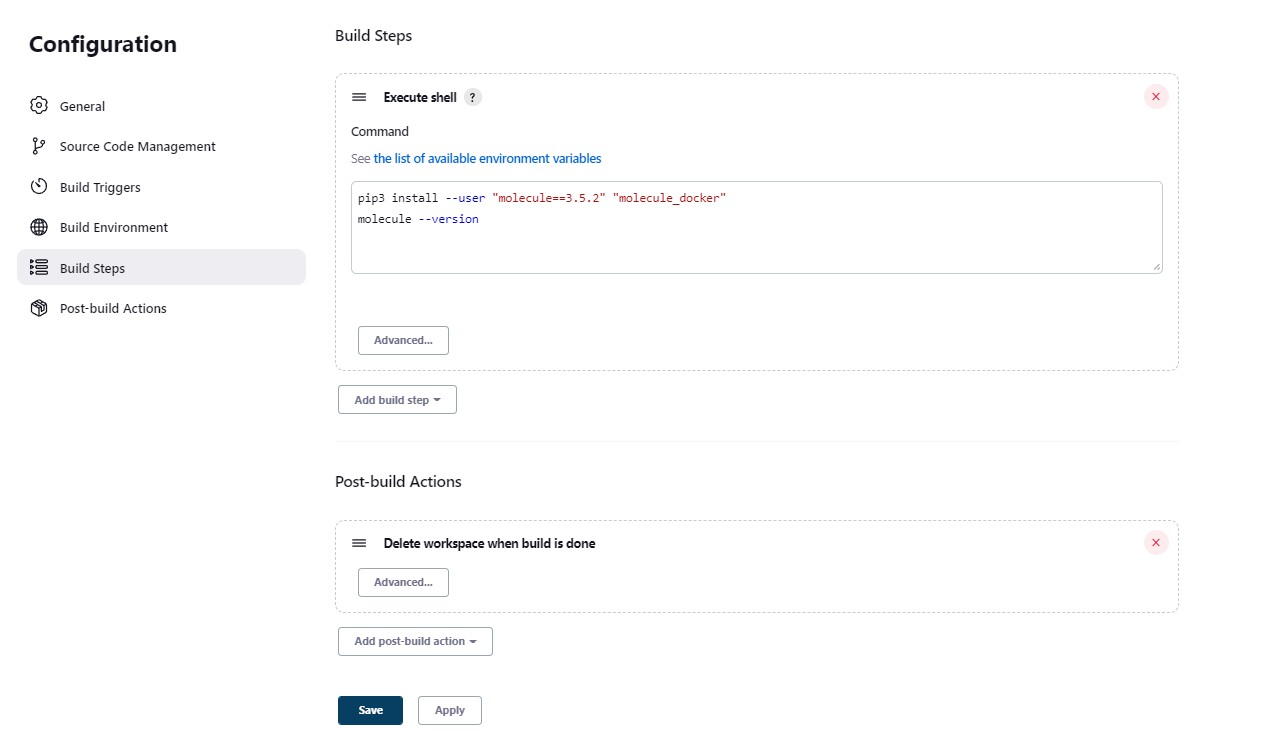 Configuration
General
Source Code Management
Build Triggers
Build Environment
Build Steps
Post-build Actions
Build Steps
Execute shell ?
Command
See the list of available environment variables
pip3 install --user "molecule==3.5.2" "molecule_docker"
molecule --version
Advanced...
Add build step
Post-build Actions
Delete workspace when build is done
Advanced...
Add post-build action
Save Apply